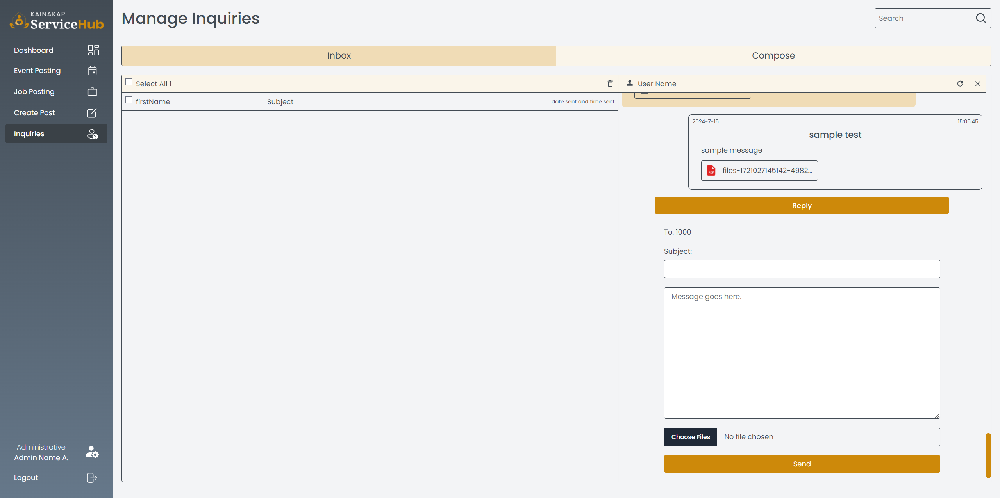 KAINAKAP
ServiceHub
Dashboard
Event Posting
Job Posting
Create Post
Inquiries
Administrative
Admin Name A.
Logout
Manage Inquiries
Search
Inbox
Compose
Select All 1
firstName
Subject
date sent and time sent
User Name
2024-7-15
15:05:45
sample test
sample message
PDF
files-1721027145142-4982...
Reply
To: 1000
Subject:
Message goes here.
Choose Files
No file chosen
Send